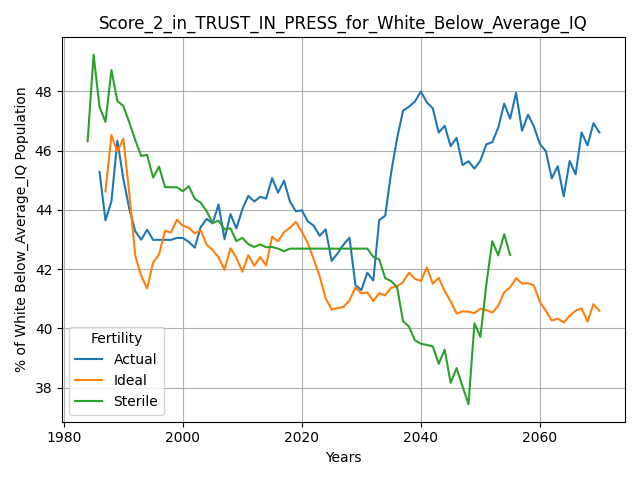 Score_2_in_TRUST_IN_PRESS_for_White_Below_Average_IQ
% of White Below_Average_IQ Population
48
46
44
42
40
38
Fertility
Actual
Ideal
Sterile
1980 2000 2020 2040 2060
Years